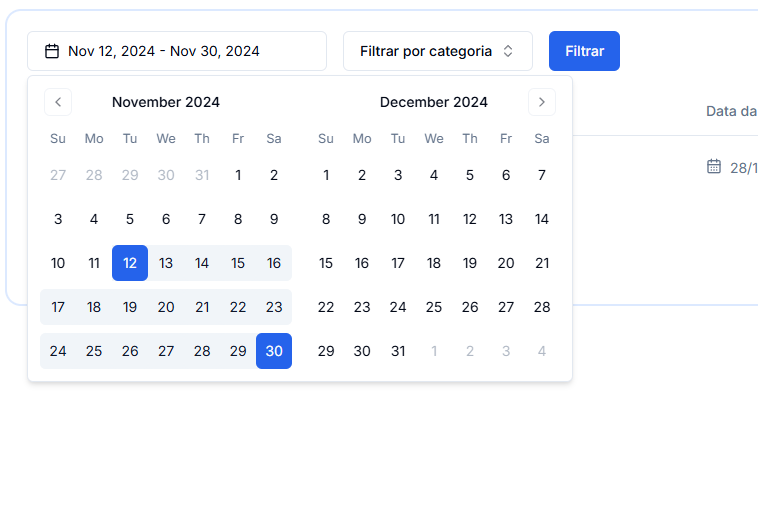 Nov 12, 2024 - Nov 30, 2024 Filtrar por categoria Filtrar
November 2024 December 2024
Data da
Su Mo Tu We Th Fr Sa Su Mo Tu We Th Fr Sa
27 28 29 30 31 1 2 1 2 3 4 5 6 7
28/1
3 4 5 6 7 8 9 8 9 10 11 12 13 14
10 11 12 13 14 15 16 15 16 17 18 19 20 21
17 18 19 20 21 22 23 22 23 24 25 26 27 28
24 25 26 27 28 29 30 29 30 31 1 2 3 4